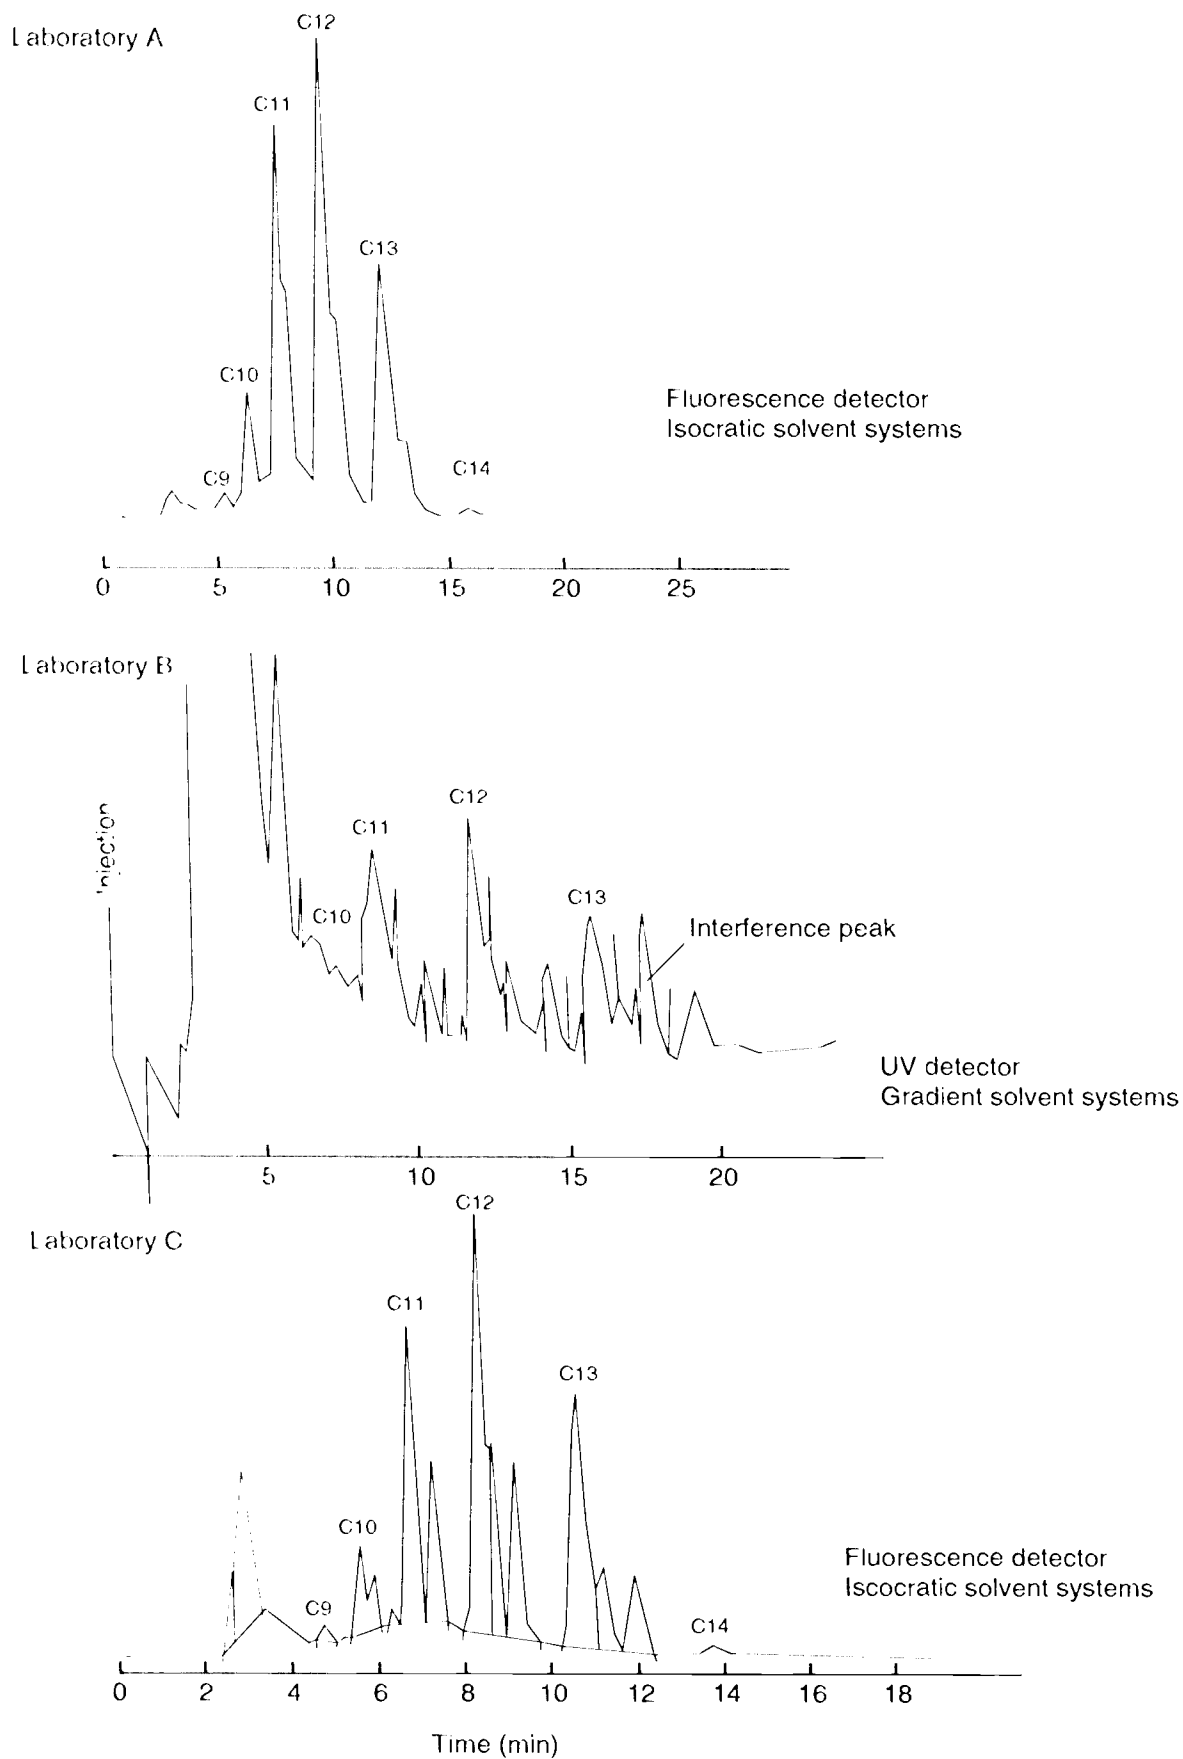 Laboratory A
C12
C11
C13
C10
C9
C14
Fluorescence detector
Isocratic solvent systems
0 5 10 15 20 25
Laboratory B
Injection
C10
C11
C12
C13
Interference peak
UV detector
Gradient solvent systems
5 10 15 20
Laboratory C
C12
C11
C13
C10
C9
C14
Fluorescence detector
Iscocratic solvent systems
0 2 4 6 8 10 12 14 16 18
Time (min)